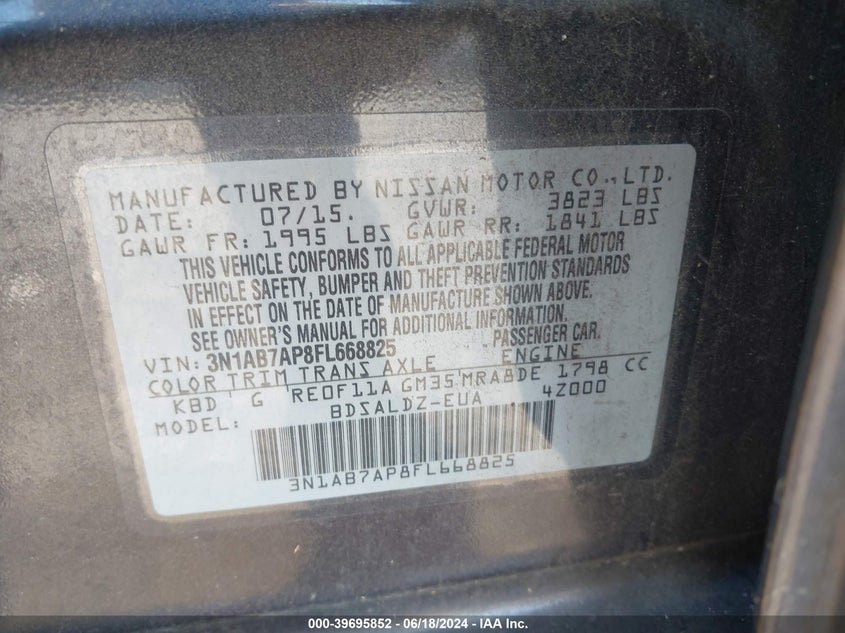 MANUFACTURED BY NISSAN MOTOR CO., LTD.
DATE: 07/15. GVWR: 3823 LBS
GAWR FR: 1995 LBS GAWR RR: 1841 LBS
THIS VEHICLE CONFORMS TO ALL APPLICABLE FEDERAL MOTOR
VEHICLE SAFETY, BUMPER AND THEFT PREVENTION STANDARDS
IN EFFECT ON THE DATE OF MANUFACTURE SHOWN ABOVE.
SEE OWNER'S MANUAL FOR ADDITIONAL INFORMATION.
VIN: 3N1AB7AP8FL668825 PASSENGER CAR.
COLOR TRIM TRANS AXLE ENGINE
KBD G RE0F11A GM35 MRA8DE 1798 CC
MODEL: BDSALDZ-EUA 4Z000
3N1AB7AP8FL668825
000-39695852 - 06/18/2024 - IAAI Inc.